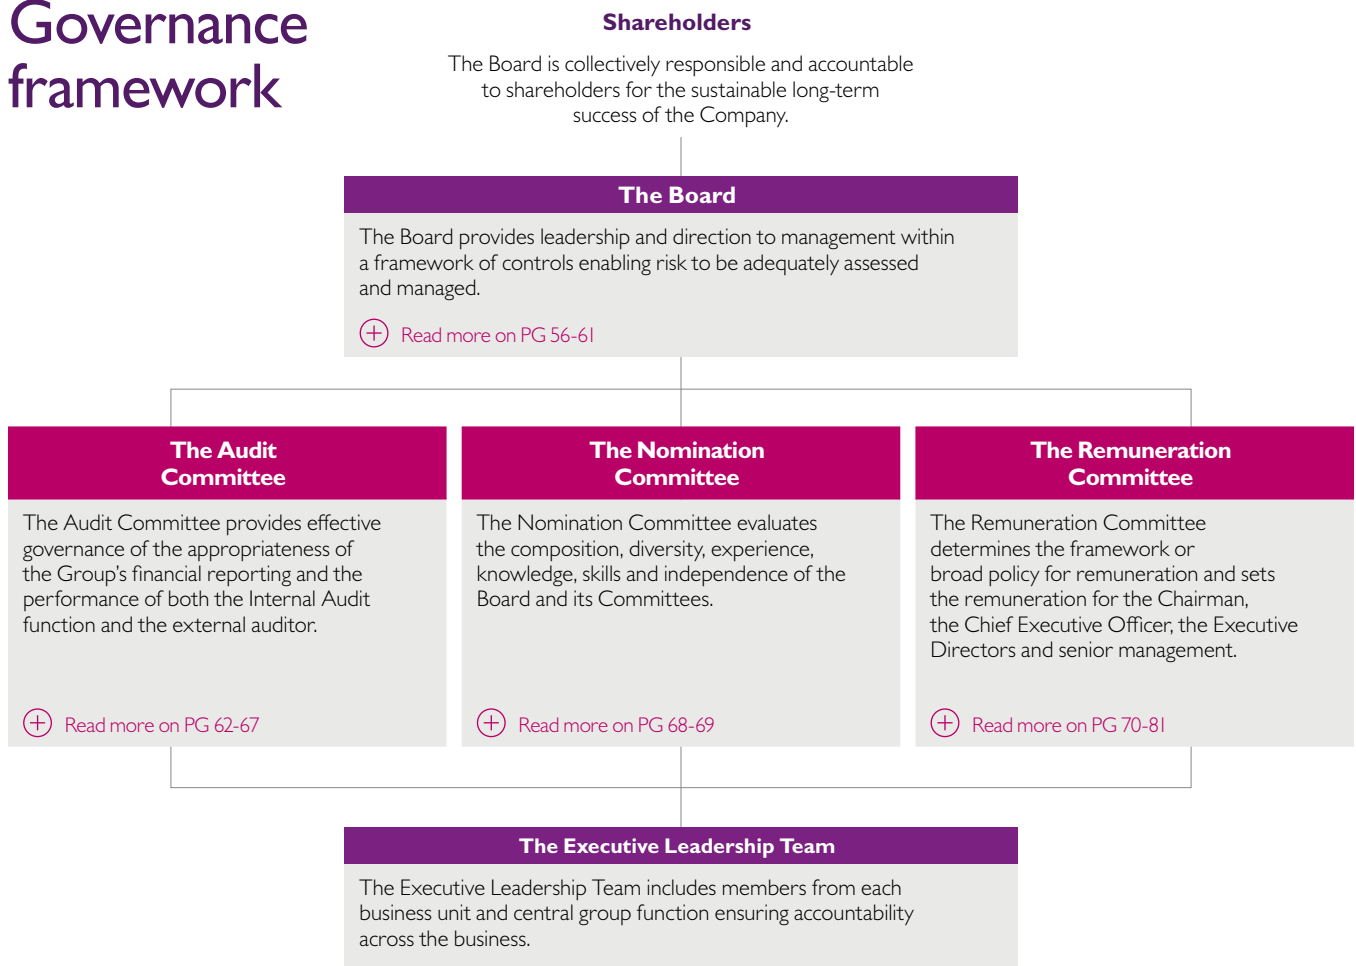 Governance
framework
Shareholders
The Board is collectively responsible and accountable
to shareholders for the sustainable long-term
success of the Company.
The Board
The Board provides leadership and direction to management within
a framework of controls enabling risk to be adequately assessed
and managed.
Read more on PG 56-61
The Audit
Committee
The Audit Committee provides effective
governance of the appropriateness of
the Group's financial reporting and the
performance of both the Internal Audit
function and the external auditor.
Read more on PG 62-67
The Nomination
Committee
The Nomination Committee evaluates
the composition, diversity, experience,
knowledge, skills and independence of the
Board and its Committees.
Read more on PG 68-69
The Remuneration
Committee
The Remuneration Committee
determines the framework or
broad policy for remuneration and sets
the remuneration for the Chairman,
the Chief Executive Officer, the Executive
Directors and senior management.
Read more on PG 70-81
The Executive Leadership Team
The Executive Leadership Team includes members from each
business unit and central group function ensuring accountability
across the business.